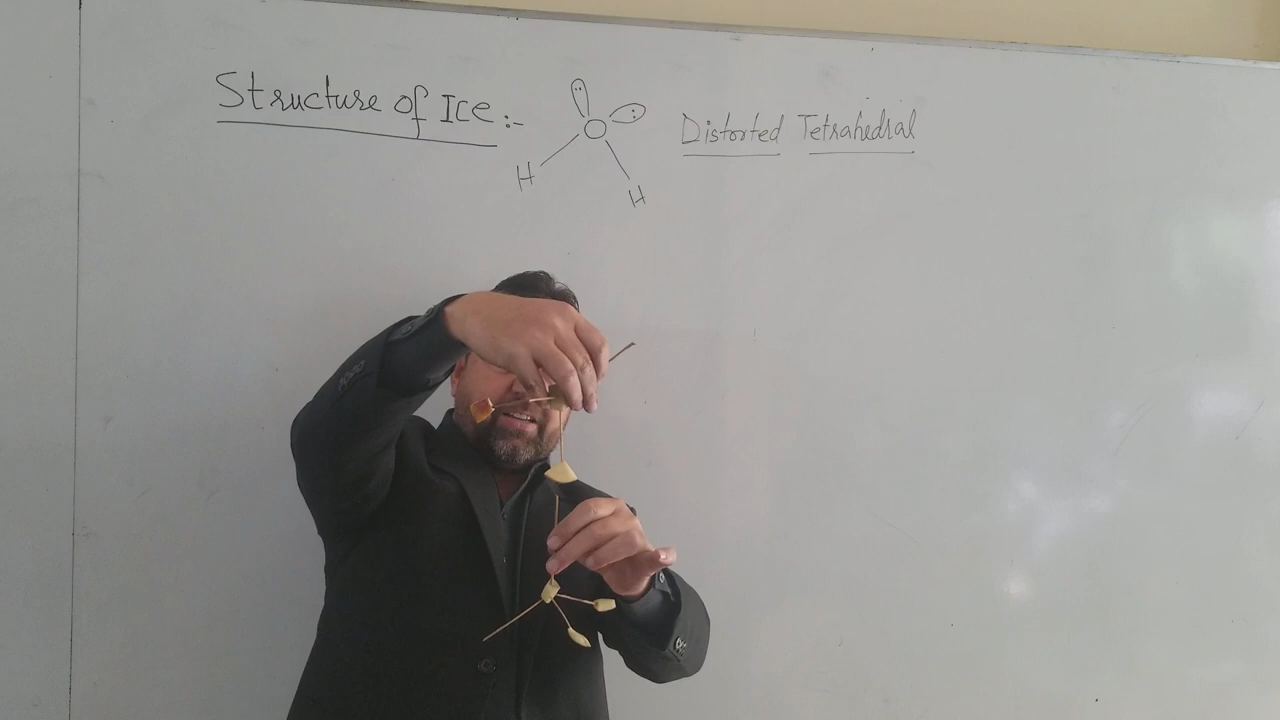 Structure of Ice :-
O
Distorted Tetrahedral
H
H